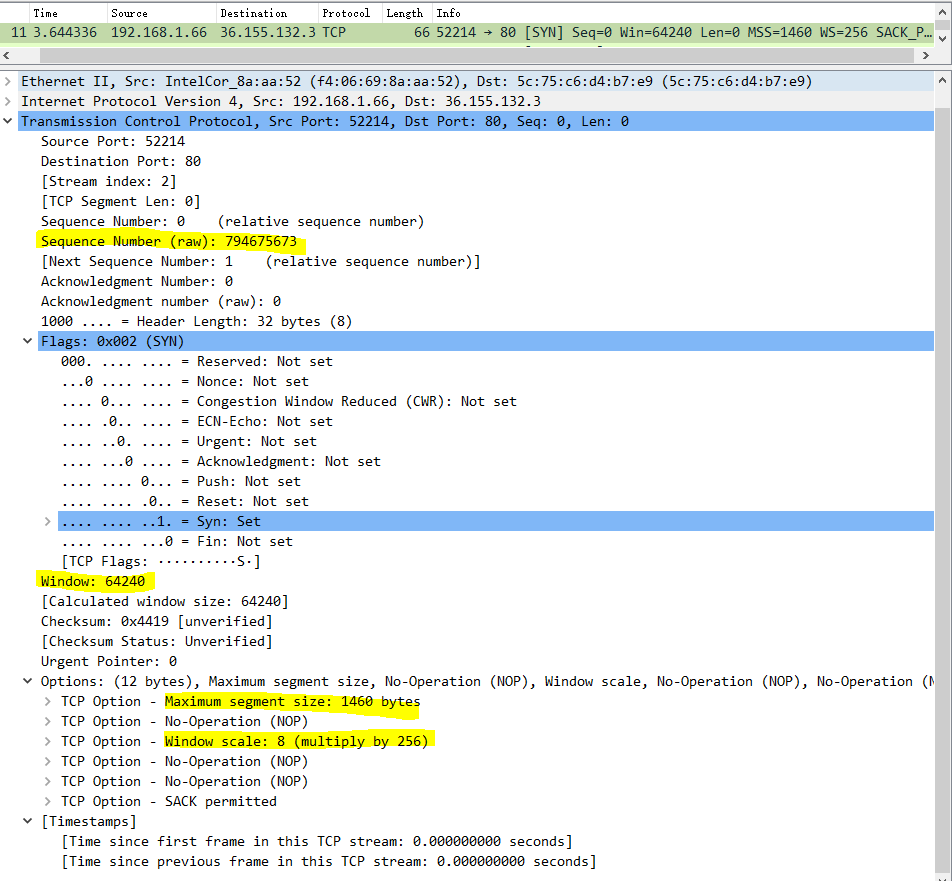 Time Source Destination Protocol Length Info
11 3.644336 192.168.1.66 36.155.132.3 TCP 66 52214 → 80 [SYN] Seq=0 Win=64240 Len=0 MSS=1460 WS=256 SACK_P…
Ethernet II, Src: IntelCor_8a:aa:52 (f4:06:69:8a:aa:52), Dst: 5c:75:c6:d4:b7:e9 (5c:75:c6:d4:b7:e9)
Internet Protocol Version 4, Src: 192.168.1.66, Dst: 36.155.132.3
Transmission Control Protocol, Src Port: 52214, Dst Port: 80, Seq: 0, Len: 0
Source Port: 52214
Destination Port: 80
[Stream index: 2]
[TCP Segment Len: 0]
Sequence Number: 0 (relative sequence number)
Sequence Number (raw): 794675673
[Next Sequence Number: 1 (relative sequence number)]
Acknowledgment Number: 0
Acknowledgment number (raw): 0
1000 .... = Header Length: 32 bytes (8)
Flags: 0x002 (SYN)
000. .... .... = Reserved: Not set
...0 .... .... = Nonce: Not set
.... 0... .... = Congestion Window Reduced (CWR): Not set
.... .0.. .... = ECN-Echo: Not set
.... ..0. .... = Urgent: Not set
.... ...0 .... = Acknowledgment: Not set
.... .... 0... = Push: Not set
.... .... .0.. = Reset: Not set
.... .... ..1. = Syn: Set
.... .... ...0 = Fin: Not set
[TCP Flags: ··········S·]
Window: 64240
[Calculated window size: 64240]
Checksum: 0x4419 [unverified]
[Checksum Status: Unverified]
Urgent Pointer: 0
Options: (12 bytes), Maximum segment size, No-Operation (NOP), Window scale, No-Operation (NOP), No-Operation (N
TCP Option - Maximum segment size: 1460 bytes
TCP Option - No-Operation (NOP)
TCP Option - Window scale: 8 (multiply by 256)
TCP Option - No-Operation (NOP)
TCP Option - No-Operation (NOP)
TCP Option - SACK permitted
[Timestamps]
[Time since first frame in this TCP stream: 0.000000000 seconds]
[Time since previous frame in this TCP stream: 0.000000000 seconds]